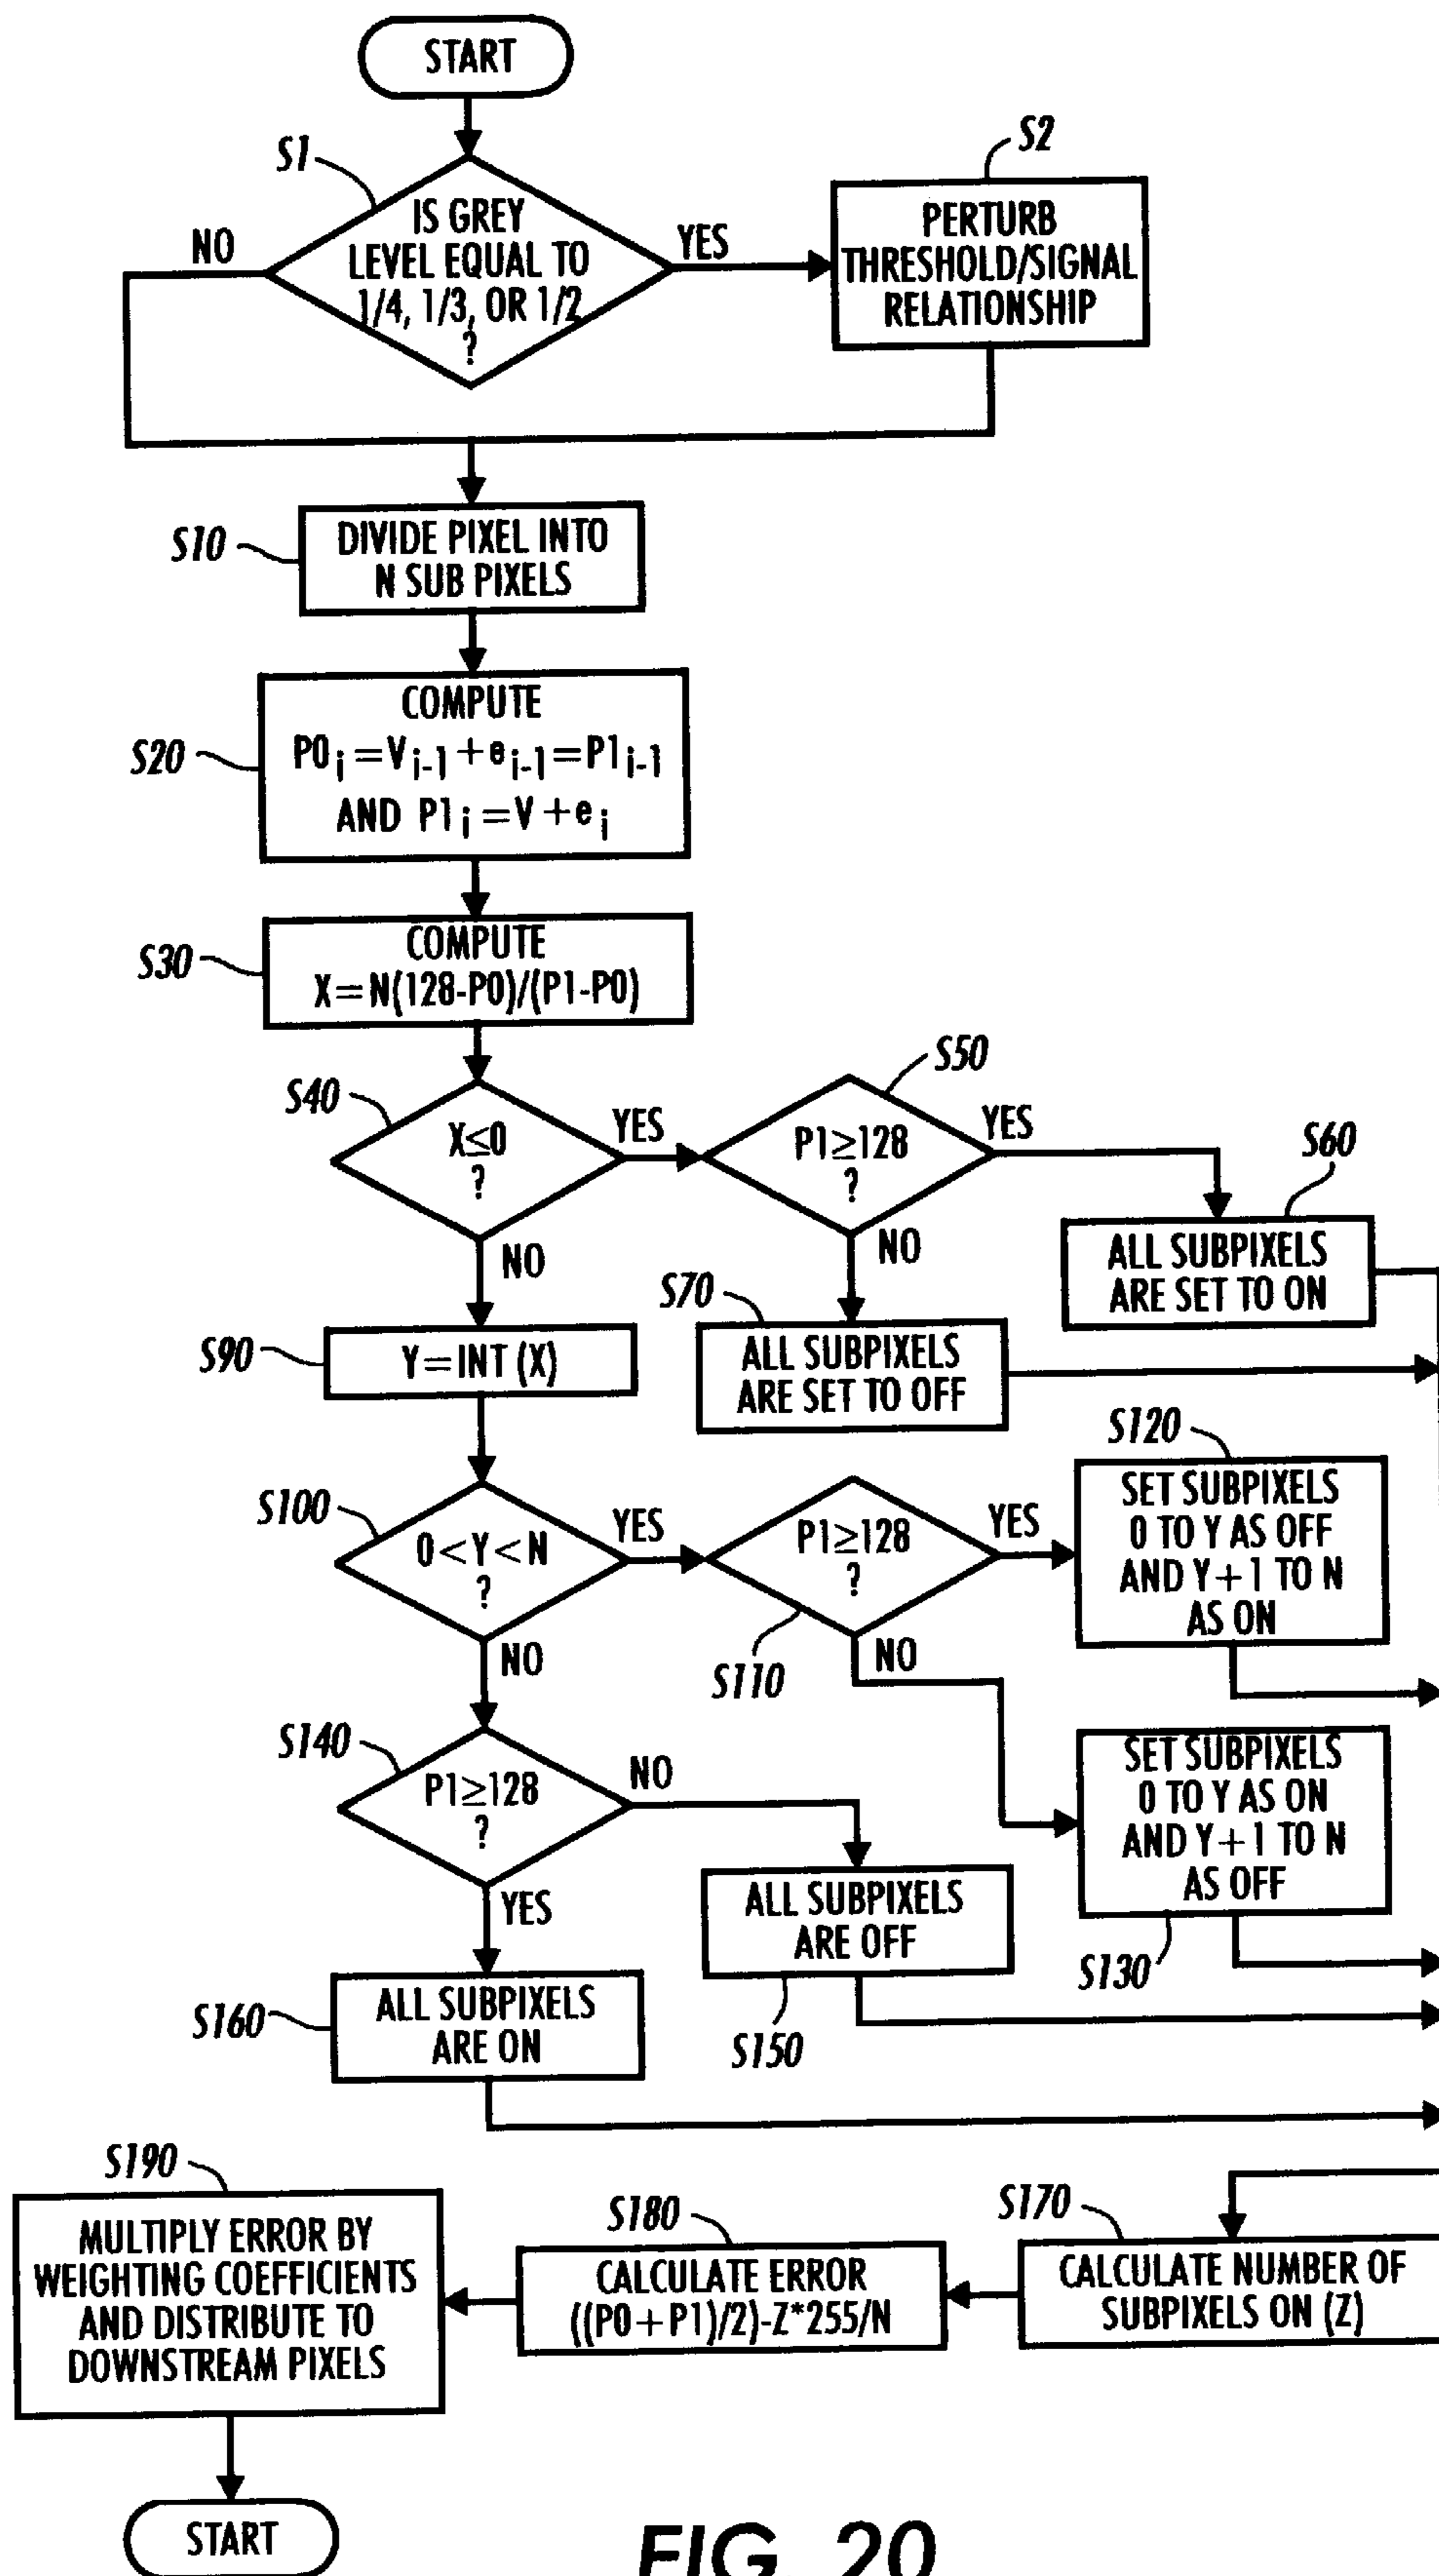 START
S1
S2
IS GREY
LEVEL EQUAL TO
1/4, 1/3, OR 1/2
?
NO
YES
PERTURB
THRESHOLD/SIGNAL
RELATIONSHIP
S10
DIVIDE PIXEL INTO
N SUB PIXELS
S20
COMPUTE
P0 i =V i-1 +e i-1 =P1 i-1
AND P1 i =V+e i
S30
COMPUTE
X=N(128-P0)/(P1-P0)
S40
X≤0
?
YES
NO
S50
P1≥128
?
YES
NO
S60
ALL SUBPIXELS
ARE SET TO ON
S70
ALL SUBPIXELS
ARE SET TO OFF
S90
Y=INT (X)
S100
0<Y<N
?
YES
NO
P1≥128
?
YES
NO
S110
S120
SET SUBPIXELS
0 TO Y AS OFF
AND Y+1 TO N
AS ON
S130
SET SUBPIXELS
0 TO Y AS ON
AND Y+1 TO N
AS OFF
S140
P1≥128
?
NO
YES
ALL SUBPIXELS
ARE OFF
S150
S160
ALL SUBPIXELS
ARE ON
S170
CALCULATE NUMBER OF
SUBPIXELS ON (Z)
S180
CALCULATE ERROR
((P0+P1)/2)-Z*255/N
S190
MULTIPLY ERROR BY
WEIGHTING COEFFICIENTS
AND DISTRIBUTE TO
DOWNSTREAM PIXELS
START
FIG. 20